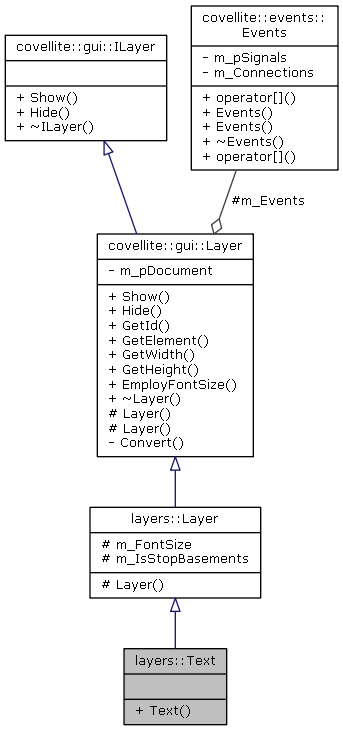 covellite::gui::ILayer
+ Show()
+ Hide()
+ ~ILayer()
covellite::events::
Events
- m_pSignals
- m_Connections
+ operator[]()
+ Events()
+ Events()
+ ~Events()
+ operator[]()
#m_Events
covellite::gui::Layer
- m_pDocument
+ Show()
+ Hide()
+ GetId()
+ GetElement()
+ GetWidth()
+ GetHeight()
+ EmployFontSize()
+ ~Layer()
# Layer()
# Layer()
- Convert()
layers::Layer
# m_FontSize
# m_IsStopBasements
# Layer()
layers::Text
+ Text()